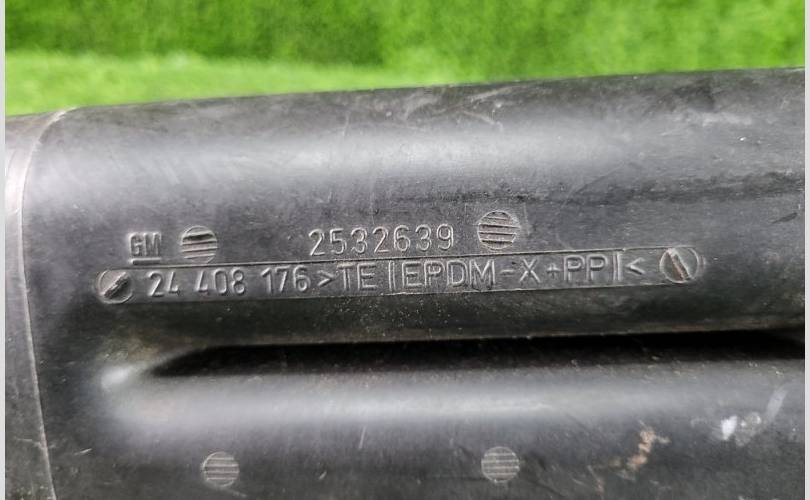 GM 2532639
24 408 176 >TE|EPDM-X+PP|<